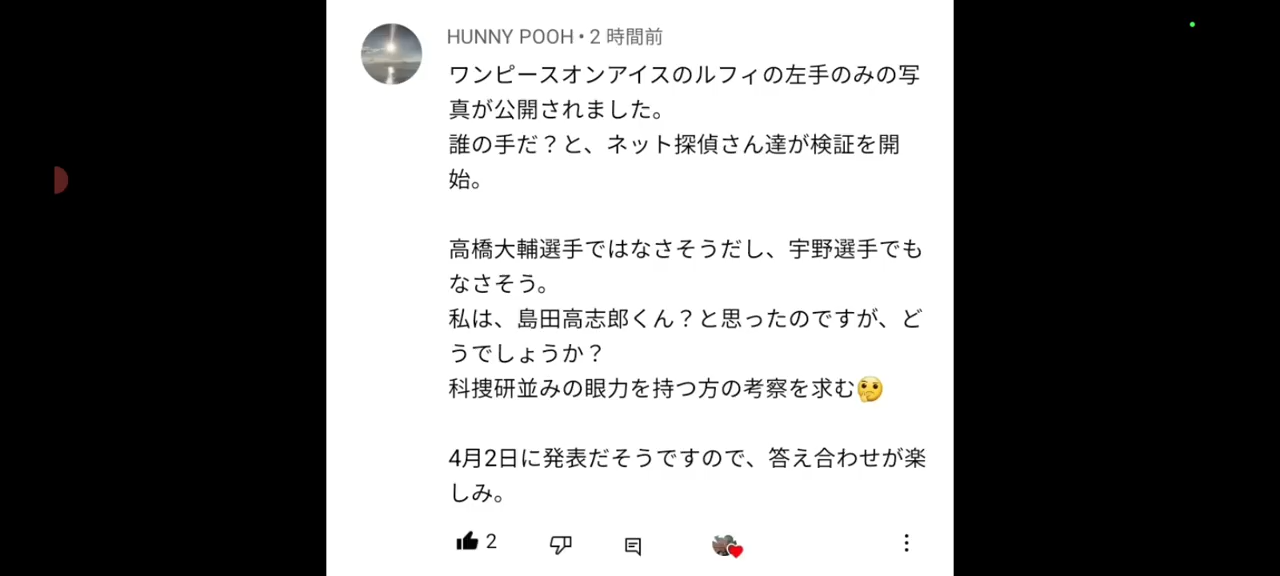 HUNNY POOH • 2 時間前
ワンピースオンアイスのルフィの左手のみの写
真が公開されました。
誰の手だ？と、ネット探偵さん達が検証を開
始。
高橋大輔選手ではなさそうだし、宇野選手でも
なさそう。
私は、島田高志郎くん？と思ったのですが、ど
うでしょうか？
科捜研並みの眼力を持つ方の考察を求む🤔
4月2日に発表だそうですので、答え合わせが楽
しみ。
2